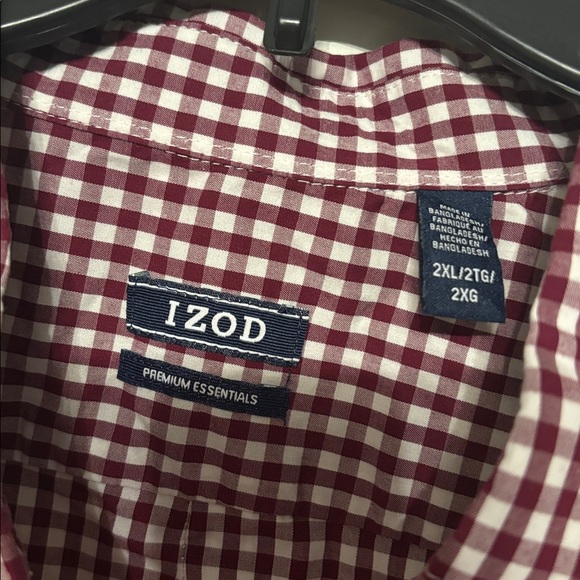 MADE IN
BANGLADESH/
FABRIQUÉ AU
BANGLADESH/
HECHO EN
BANGLADESH
2XL/2TG/
2XG
IZOD
PREMIUM ESSENTIALS